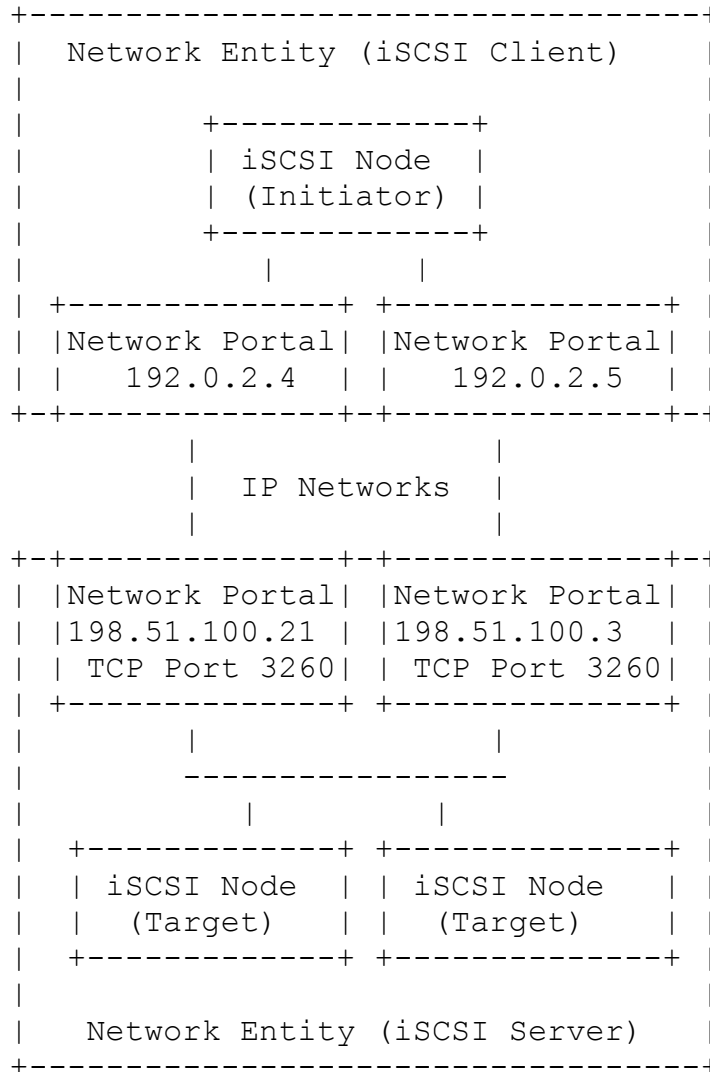 Network Entity (iSCSI Client)
iSCSI Node
(Initiator)
Network Portal Network Portal
192.0.2.4 192.0.2.5
IP Networks
Network Portal Network Portal
198.51.100.21 198.51.100.3
TCP Port 3260 TCP Port 3260
iSCSI Node iSCSI Node
(Target) (Target)
Network Entity (iSCSI Server)